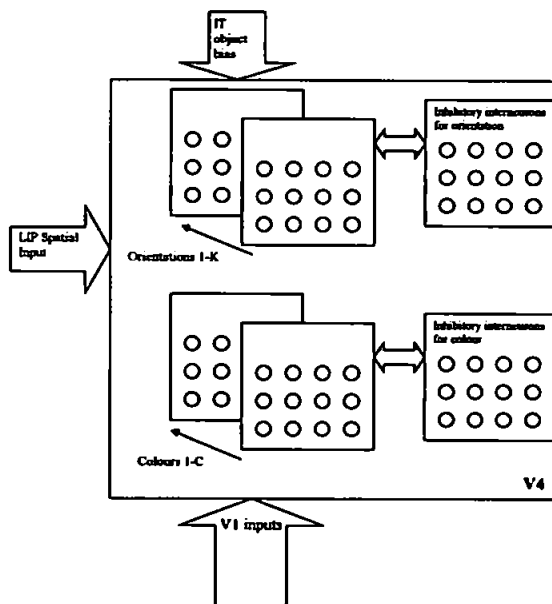 IT
object
bias
Inhibitory interneurons
for orientation
LIP Spatial
Input
Orientations 1-K
Inhibitory interneurons
for colour
Colours 1-C
V4
V1 inputs